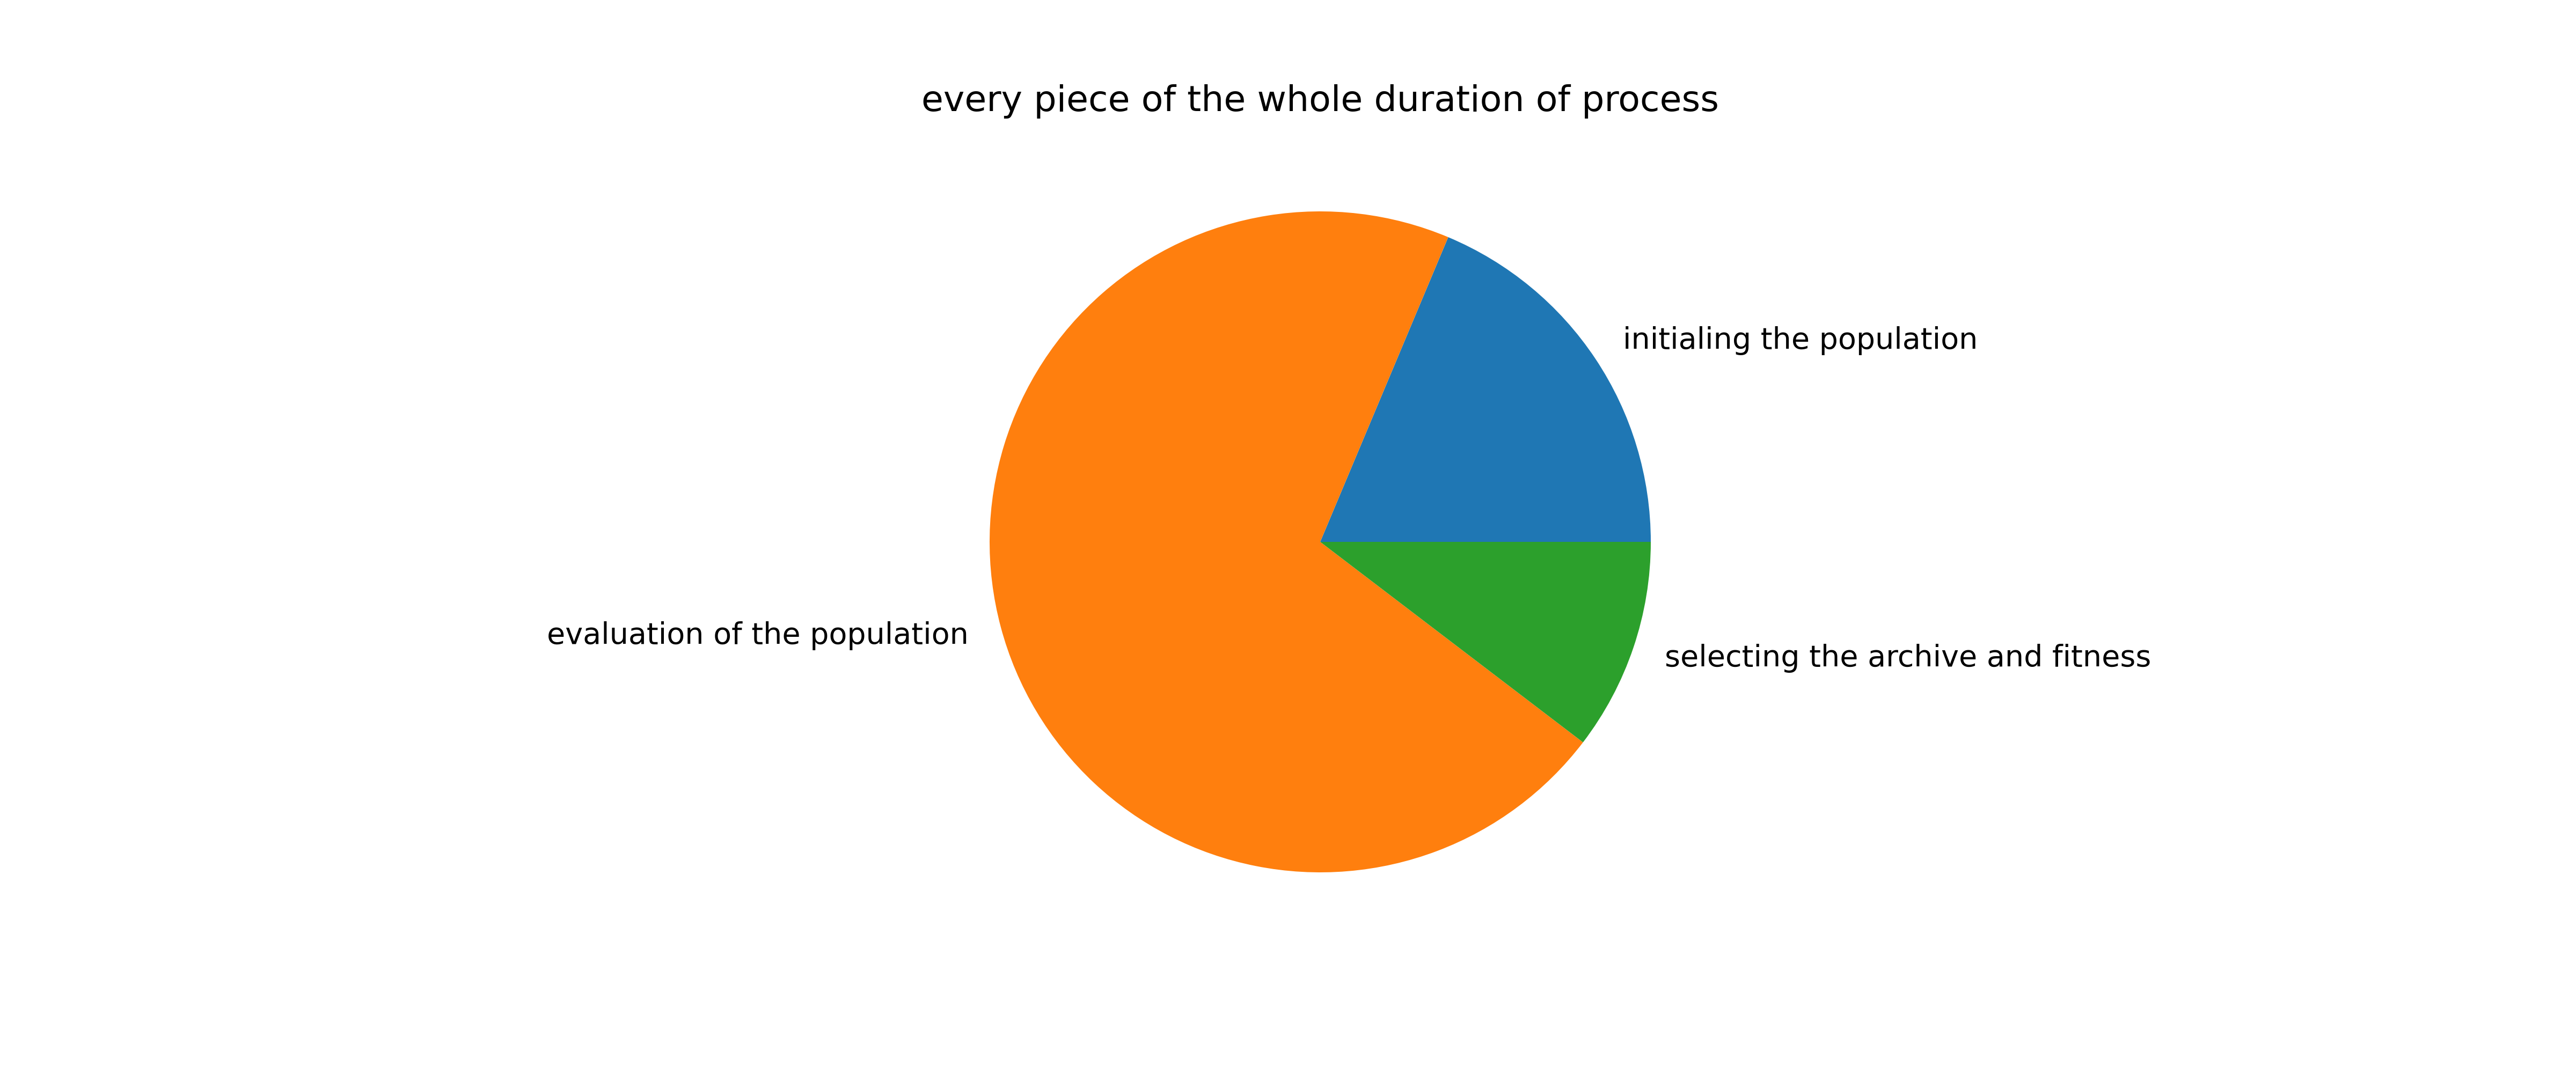 every piece of the whole duration of process
initialing the population
evaluation of the population
selecting the archive and fitness